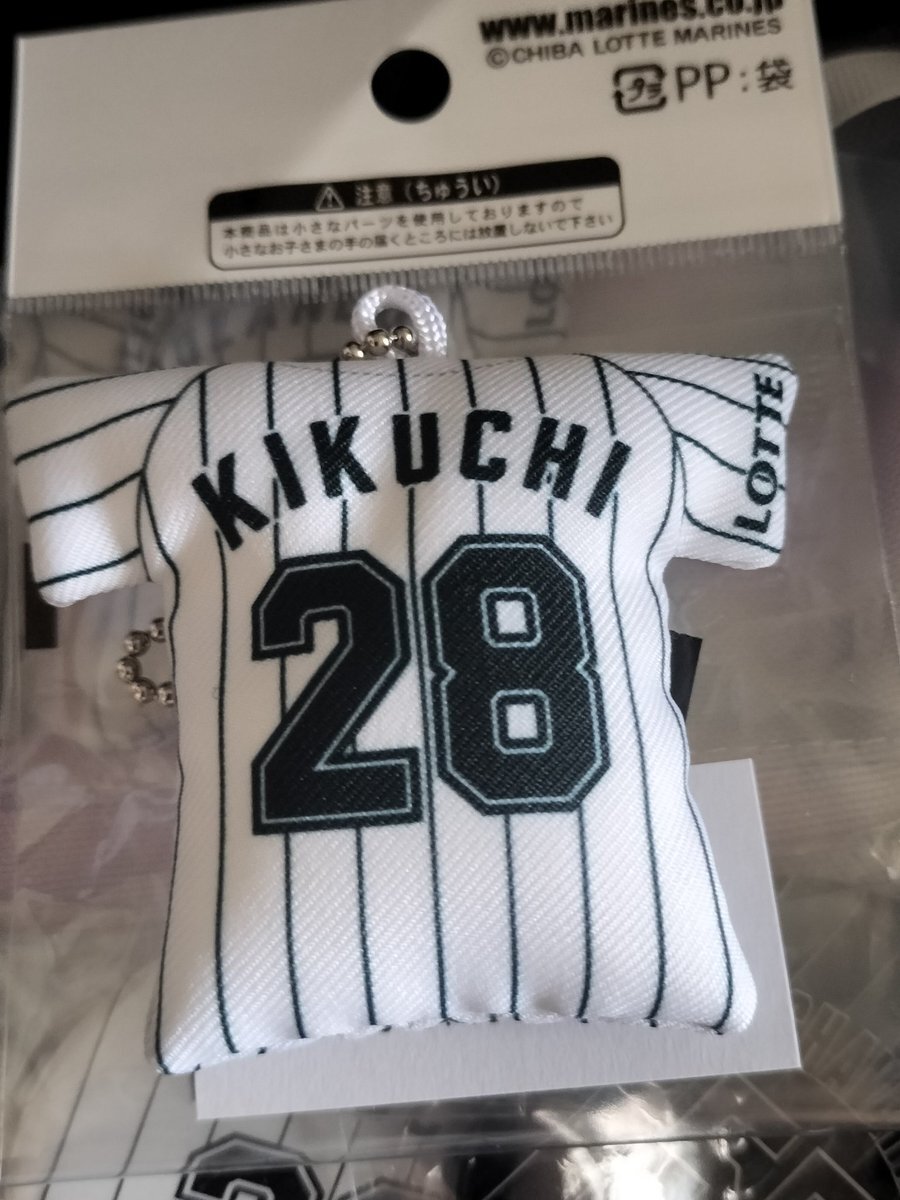 www.marines.co.jp
©CHIBA LOTTE MARINES
プラ PP:袋
注意(ちゅうい)
本商品は小さなパーツを使用しておりますので
小さなお子さまの手の届くところには放置しないで下さい
KIKUCHI
LOTTE
28